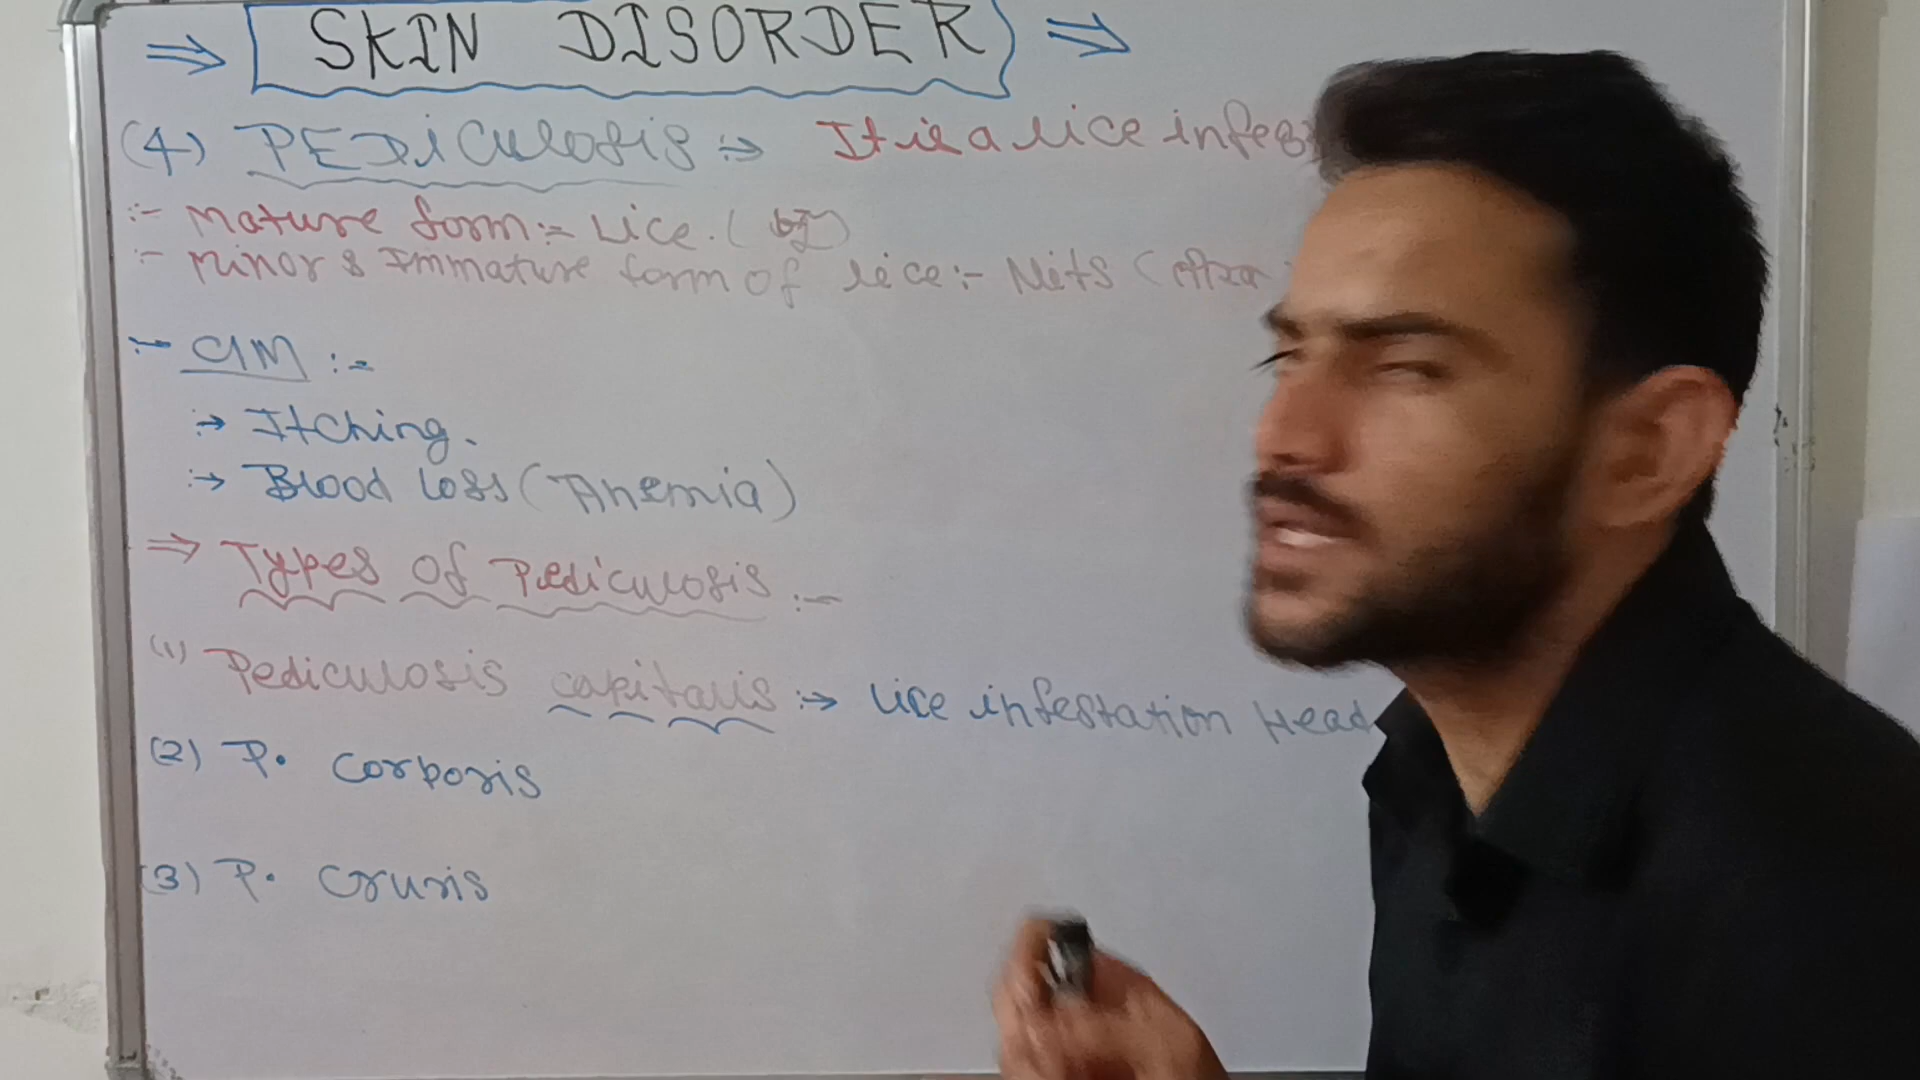 ⇒ SKIN DISORDER ⇒
(4) PEDiCulosis :→ It is a lice infes
:- Mature form:- Lice. (
:- Minor & Immature form of lice:- Nits (
:- C/M :-
:→ Itching.
:→ Blood Loss (Anemia)
⇒ Types of Pediculosis :-
(1) Pediculosis capitalis :→ Lice infestation Head
(2) P. corporis
(3) P. cruris